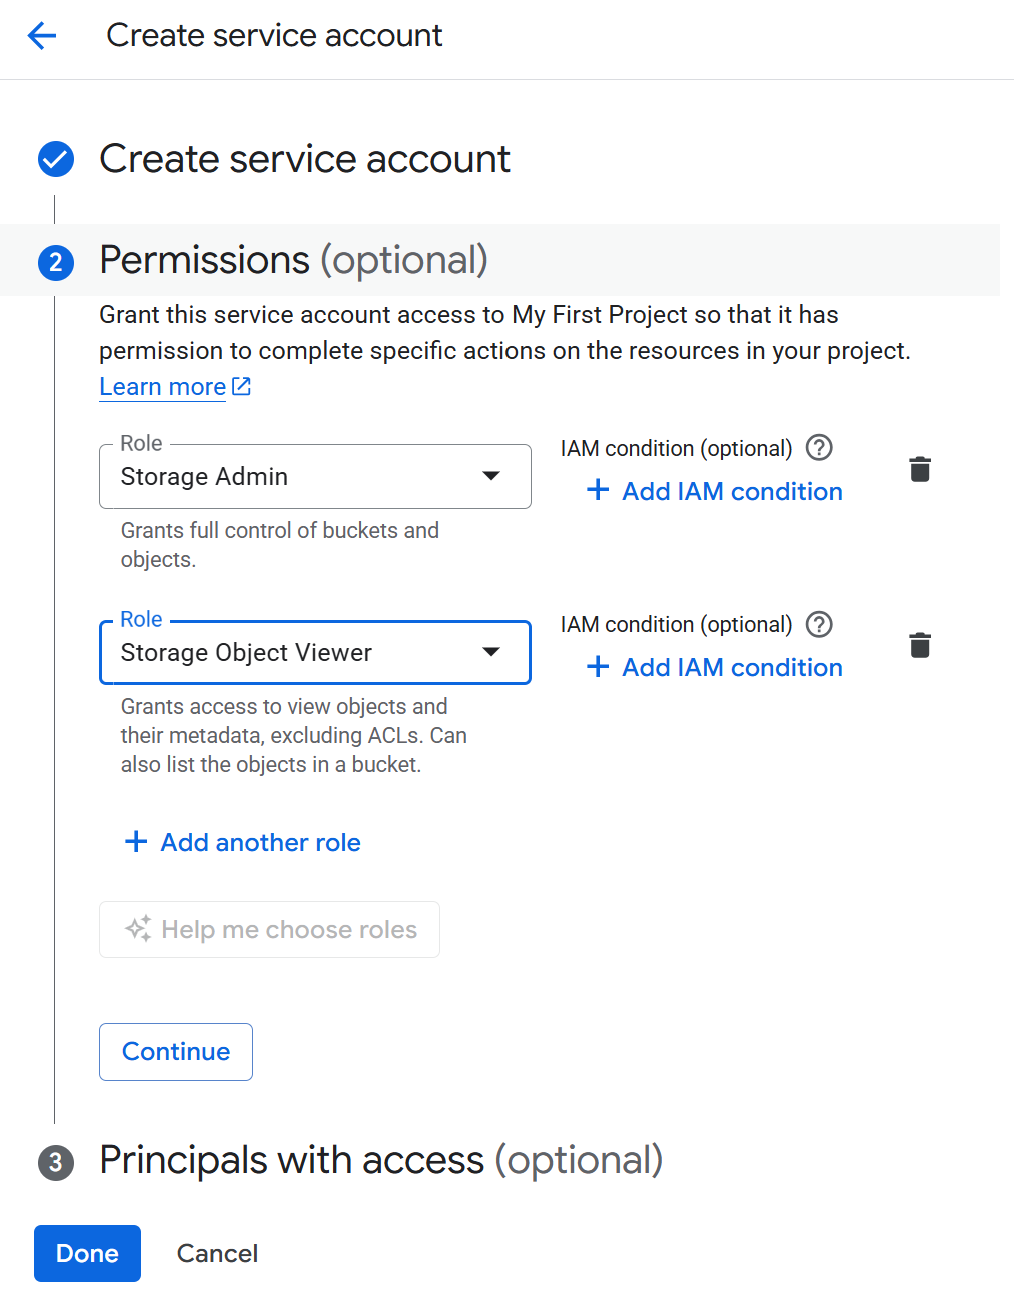 Create service account
Create service account
2 Permissions (optional)
Grant this service account access to My First Project so that it has
permission to complete specific actions on the resources in your project.
Learn more
Role
Storage Admin
Grants full control of buckets and
objects.
IAM condition (optional)
Add IAM condition
Role
Storage Object Viewer
Grants access to view objects and
their metadata, excluding ACLs. Can
also list the objects in a bucket.
IAM condition (optional)
Add IAM condition
Add another role
Help me choose roles
Continue
3 Principals with access (optional)
Done Cancel